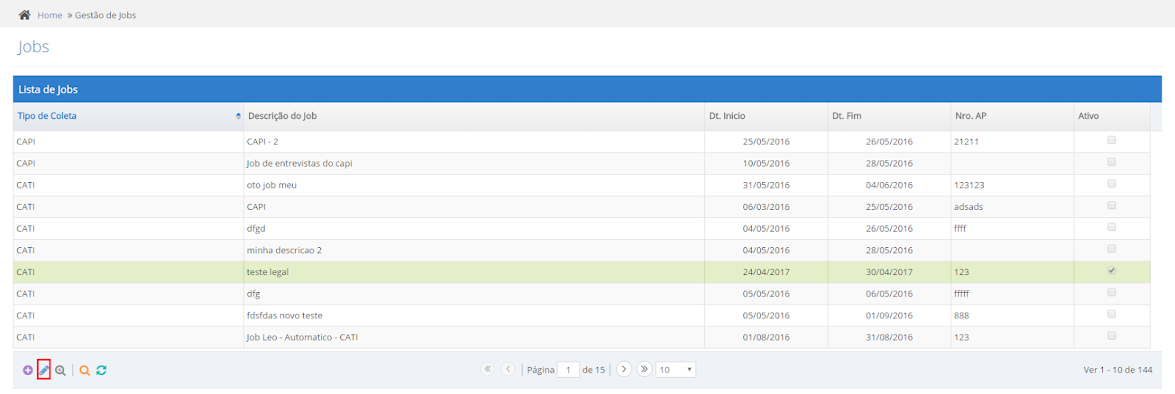 Home » Gestão de Jobs
Jobs
Lista de Jobs
Tipo de Coleta Descrição do Job Dt. Inicio Dt. Fim Nro. AP Ativo
CAPI CAPI - 2 25/05/2016 26/05/2016 21211
CAPI Job de entrevistas do capi 10/05/2016 28/05/2016
CATI oto job meu 31/05/2016 04/06/2016 123123
CATI CAPI 06/03/2016 25/05/2016 adsads
CATI dfgd 04/05/2016 26/05/2016 ffff
CATI minha descricao 2 04/05/2016 28/05/2016
CATI teste legal 24/04/2017 30/04/2017 123
CATI dfg 05/05/2016 06/05/2016 fffff
CATI fdsfdas novo teste 05/05/2016 01/09/2016 888
CATI Job Leo - Automatico - CATI 01/08/2016 31/08/2016 123
Página 1 de 15 10 Ver 1 - 10 de 144